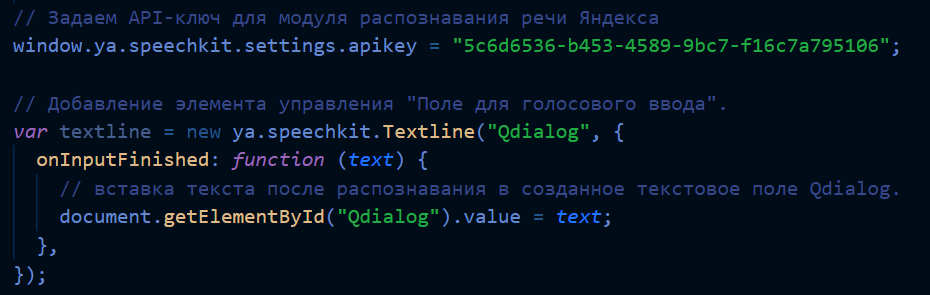 // Задаем API-ключ для модуля распознавания речи Яндекса
window.ya.speechkit.settings.apikey = "5c6d6536-b453-4589-9bc7-f16c7a795106";
// Добавление элемента управления "Поле для голосового ввода".
var textline = new ya.speechkit.Textline("Qdialog", {
onInputFinished: function (text) {
// вставка текста после распознавания в созданное текстовое поле Qdialog.
document.getElementById("Qdialog").value = text;
},
});